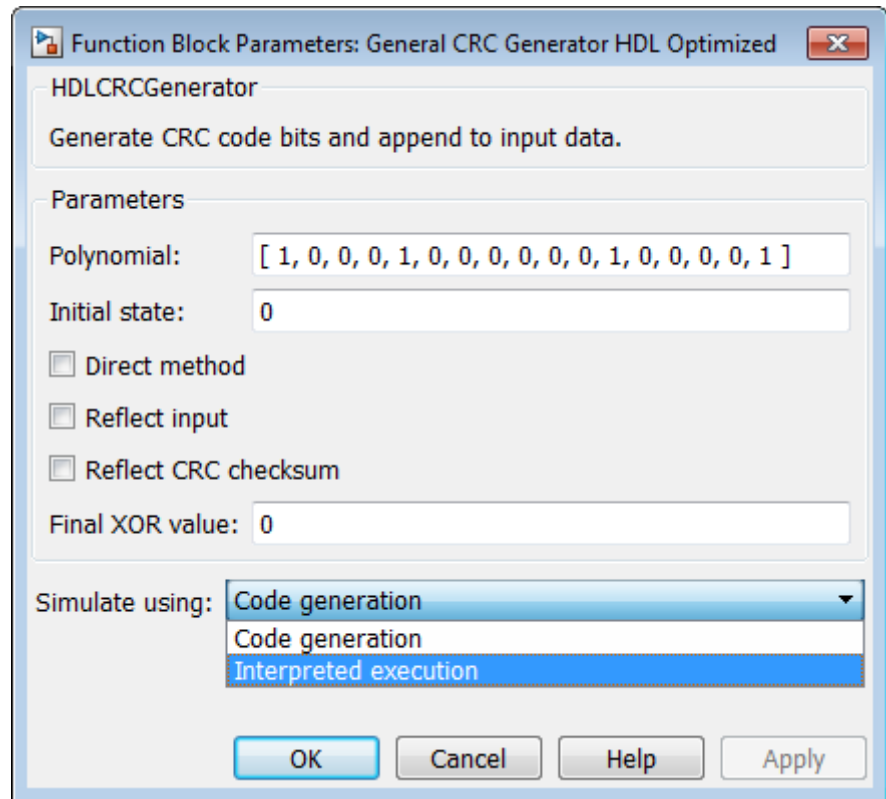 Function Block Parameters: General CRC Generator HDL Optimized
HDLCRCGenerator
Generate CRC code bits and append to input data.
Parameters
Polynomial: [ 1, 0, 0, 0, 1, 0, 0, 0, 0, 0, 0, 1, 0, 0, 0, 0, 1 ]
Initial state: 0
Direct method
Reflect input
Reflect CRC checksum
Final XOR value: 0
Simulate using: Code generation
Code generation
Interpreted execution
OK Cancel Help Apply